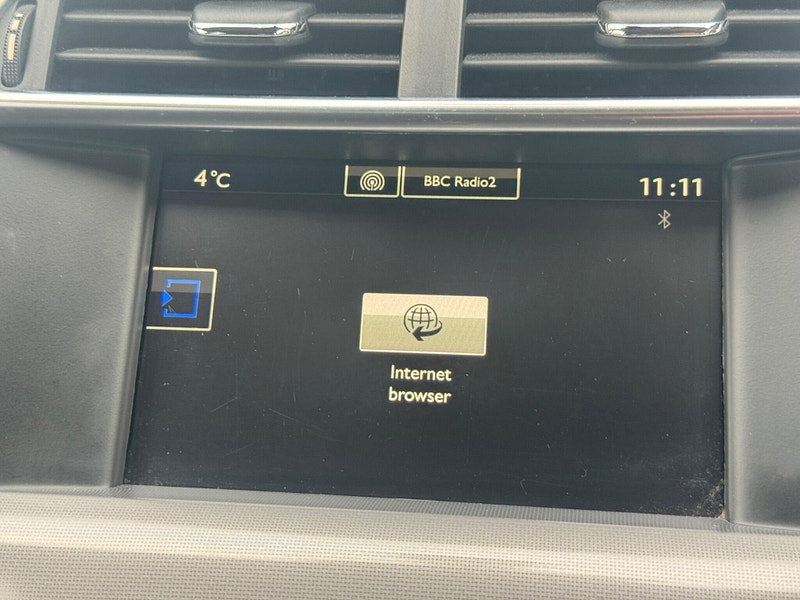 4°C
BBC Radio2
11:11
Internet
browser